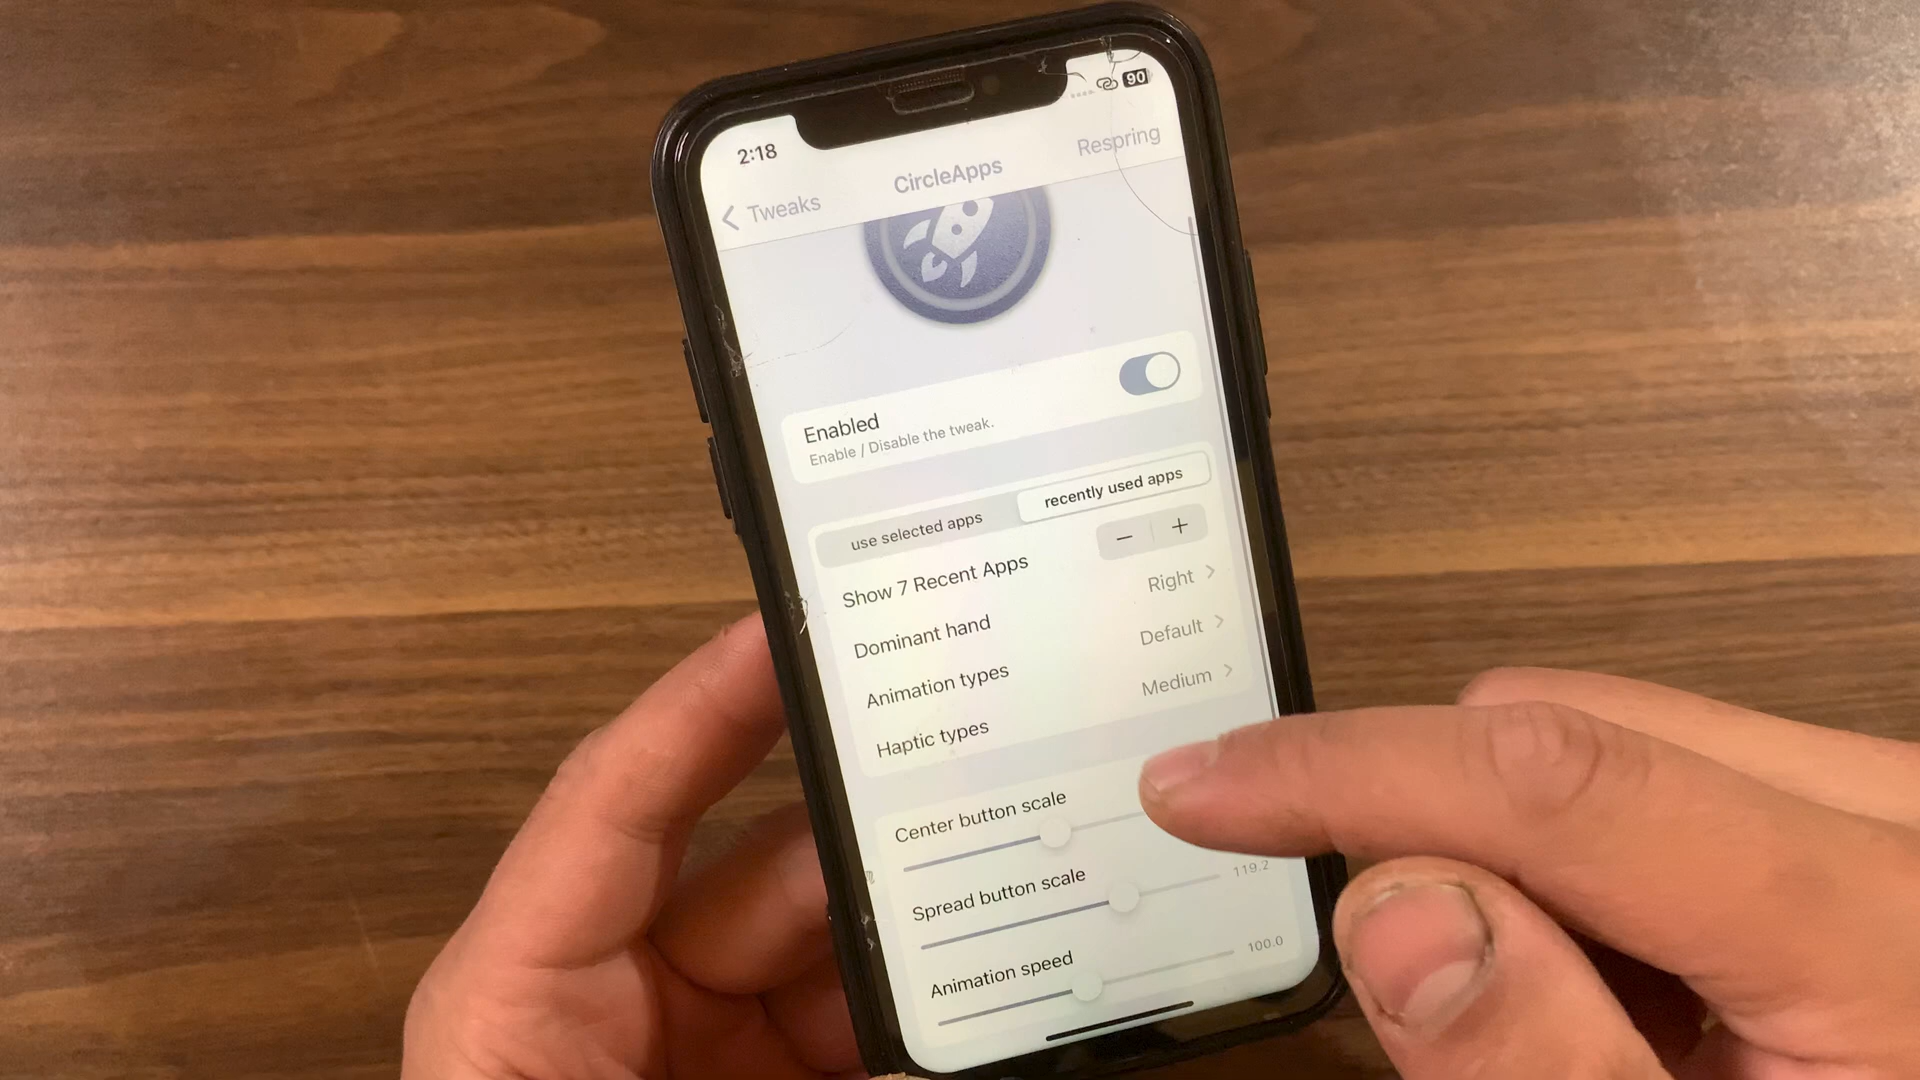 2:18
90
Tweaks
CircleApps
Respring
Enabled
Enable / Disable the tweak.
use selected apps
recently used apps
Show 7 Recent Apps
− +
Dominant hand
Right
Animation types
Default
Haptic types
Medium
Center button scale
Spread button scale
119.2
Animation speed
100.0